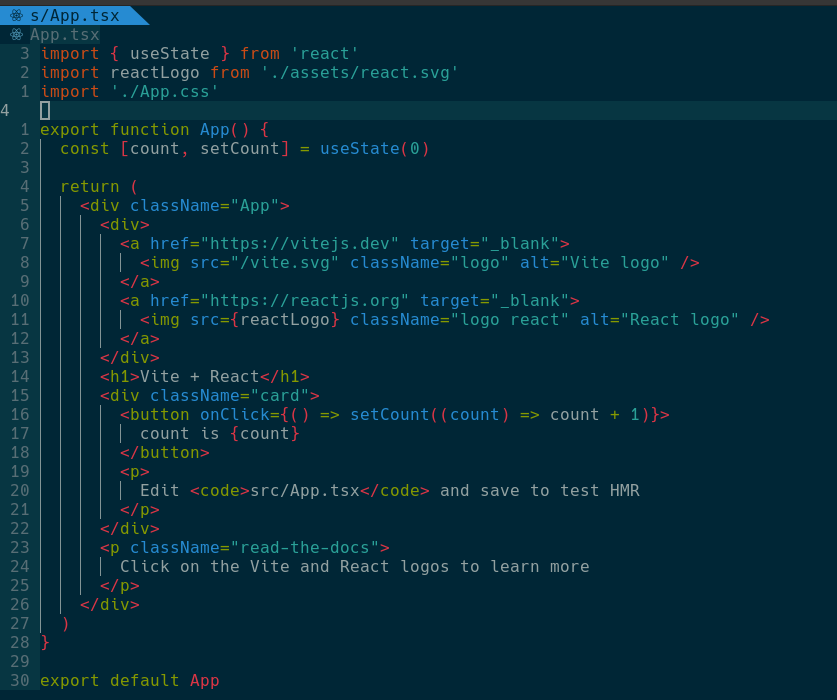 s/App.tsx
App.tsx
3 import { useState } from 'react'
2 import reactLogo from './assets/react.svg'
1 import './App.css'
4
1 export function App() {
2   const [count, setCount] = useState(0)
3
4   return (
5     <div className="App">
6       <div>
7         <a href="https://vitejs.dev" target="_blank">
8           <img src="/vite.svg" className="logo" alt="Vite logo" />
9         </a>
10         <a href="https://reactjs.org" target="_blank">
11           <img src={reactLogo} className="logo react" alt="React logo" />
12         </a>
13       </div>
14       <h1>Vite + React</h1>
15       <div className="card">
16         <button onClick={() => setCount((count) => count + 1)}>
17           count is {count}
18         </button>
19         <p>
20           Edit <code>src/App.tsx</code> and save to test HMR
21         </p>
22       </div>
23       <p className="read-the-docs">
24         Click on the Vite and React logos to learn more
25       </p>
26     </div>
27   )
28 }
29
30 export default App